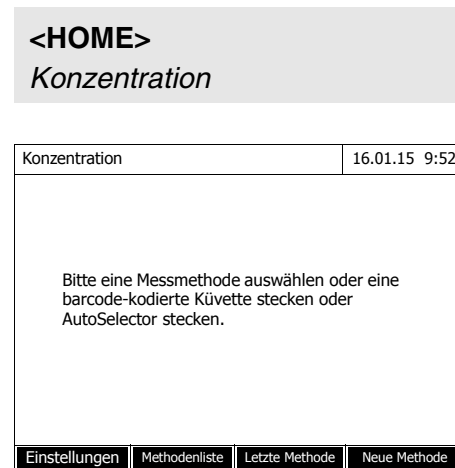 <HOME>
Konzentration
Konzentration 16.01.15 9:52
Bitte eine Messmethode auswählen oder eine
barcode-kodierte Küvette stecken oder
AutoSelector stecken.
Einstellungen Methodenliste Letzte Methode Neue Methode